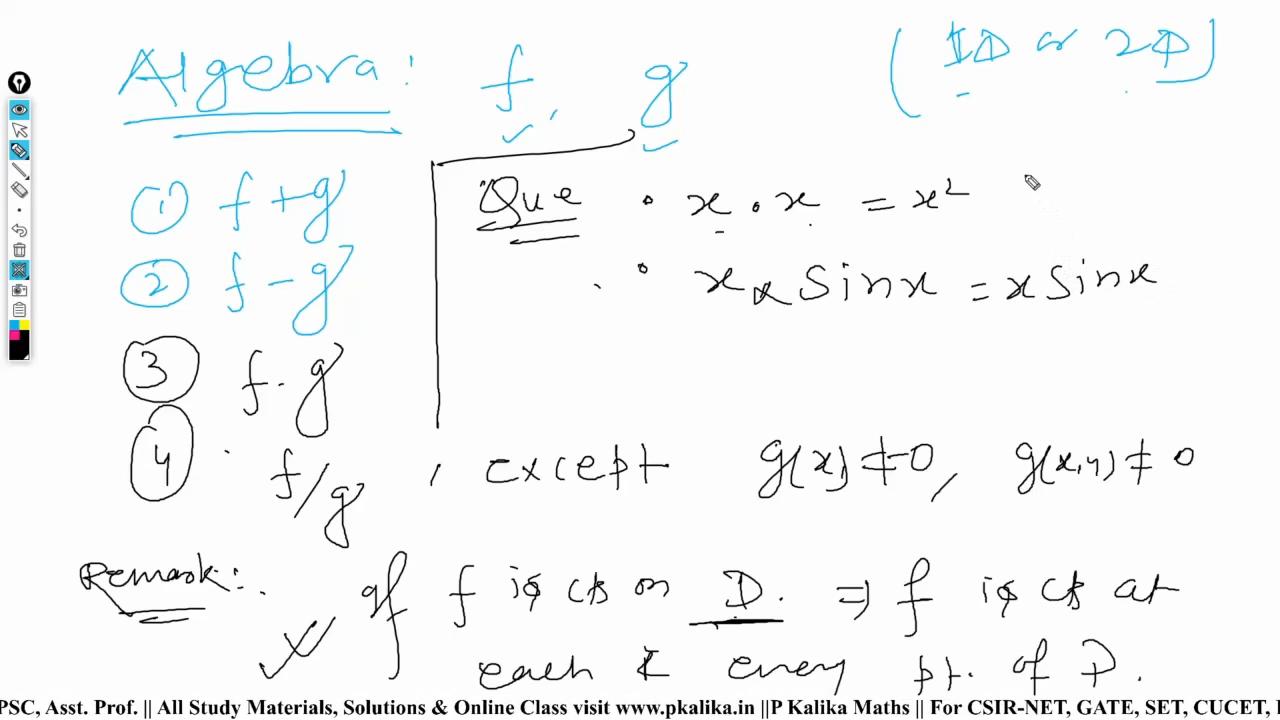 Algebra: f, g (1D or 2D)
① f + g
② f - g
③ f . g
④ f/g, except g(x) ≠ 0, g(x,y) ≠ 0
Que • x . x = x²
• x × Sinx = x Sinx
Remark: If f is cts on D. ⇒ f is cts at
each & every pt. of D.
PSC, Asst. Prof. || All Study Materials, Solutions & Online Class visit www.pkalika.in ||P Kalika Maths || For CSIR-NET, GATE, SET, CUCET, I